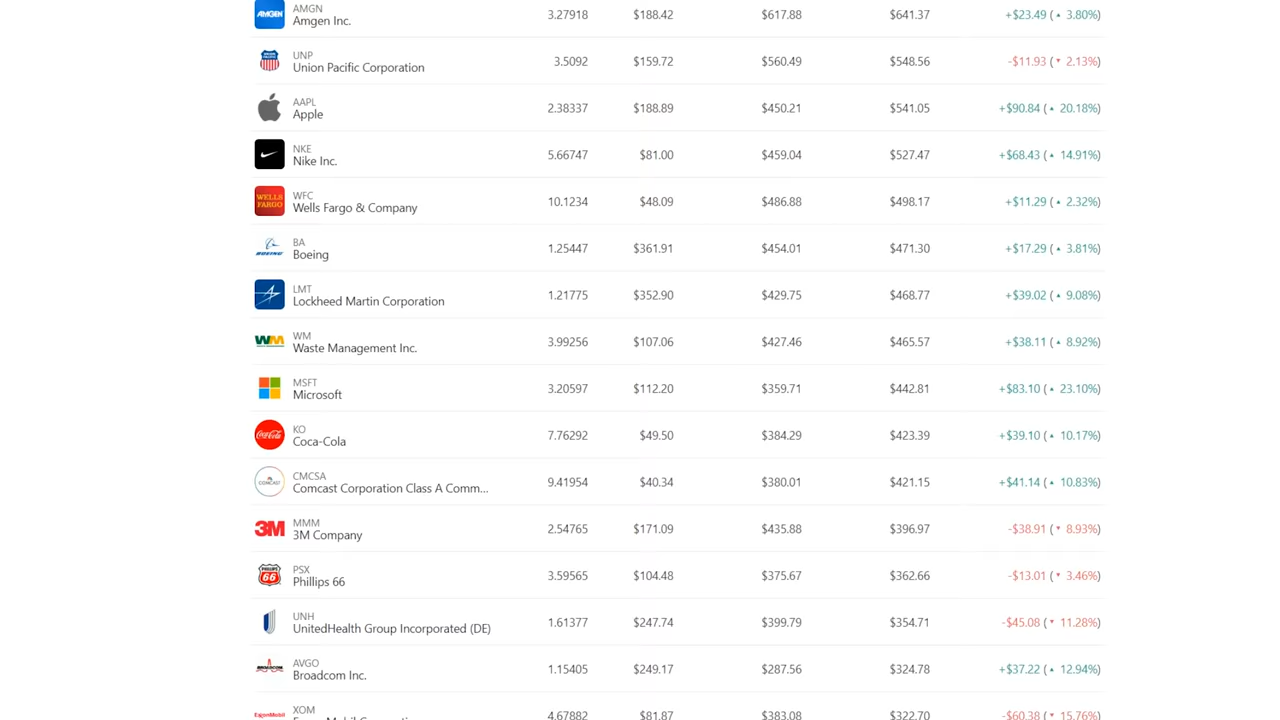 AMGEN
AMGN
Amgen Inc. 3.27918 $188.42 $617.88 $641.37 +$23.49 (▲ 3.80%)
UNP
Union Pacific Corporation 3.5092 $159.72 $560.49 $548.56 -$11.93 (▼ 2.13%)
AAPL
Apple 2.38337 $188.89 $450.21 $541.05 +$90.84 (▲ 20.18%)
NKE
Nike Inc. 5.66747 $81.00 $459.04 $527.47 +$68.43 (▲ 14.91%)
WELLS
FARGO
WFC
Wells Fargo & Company 10.1234 $48.09 $486.88 $498.17 +$11.29 (▲ 2.32%)
BOEING
BA
Boeing 1.25447 $361.91 $454.01 $471.30 +$17.29 (▲ 3.81%)
LMT
Lockheed Martin Corporation 1.21775 $352.90 $429.75 $468.77 +$39.02 (▲ 9.08%)
WM
WM
Waste Management Inc. 3.99256 $107.06 $427.46 $465.57 +$38.11 (▲ 8.92%)
MSFT
Microsoft 3.20597 $112.20 $359.71 $442.81 +$83.10 (▲ 23.10%)
Coca-Cola
KO
Coca-Cola 7.76292 $49.50 $384.29 $423.39 +$39.10 (▲ 10.17%)
COMCAST
CMCSA
Comcast Corporation Class A Comm... 9.41954 $40.34 $380.01 $421.15 +$41.14 (▲ 10.83%)
3M
MMM
3M Company 2.54765 $171.09 $435.88 $396.97 -$38.91 (▼ 8.93%)
PHILLIPS
66
PSX
Phillips 66 3.59565 $104.48 $375.67 $362.66 -$13.01 (▼ 3.46%)
UNH
UnitedHealth Group Incorporated (DE) 1.61377 $247.74 $399.79 $354.71 -$45.08 (▼ 11.28%)
BROADCOM
AVGO
Broadcom Inc. 1.15405 $249.17 $287.56 $324.78 +$37.22 (▲ 12.94%)
ExxonMobil
XOM
4.67882 $81.87 $383.08 $322.70 -$60.38 (▼ 15.76%)